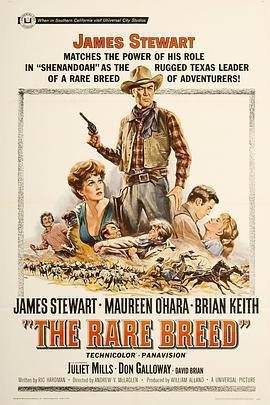 When in Southern California visit Universal City Studios
JAMES STEWART
MATCHES THE POWER OF HIS ROLE
IN "SHENANDOAH" AS THE RUGGED TEXAS LEADER
OF A RARE BREED OF ADVENTURERS!
JAMES STEWART · MAUREEN O'HARA · BRIAN KEITH
"THE RARE BREED"
TECHNICOLOR · PANAVISION
JULIET MILLS · DON GALLOWAY · DAVID BRIAN
Written by RIC HARDMAN · Directed by ANDREW V. McLAGLEN · Produced by WILLIAM ALLAND · A UNIVERSAL PICTURE